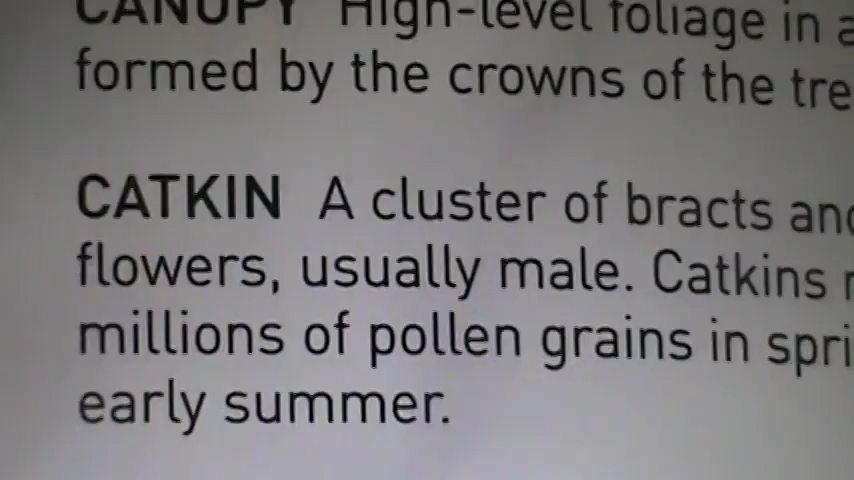 CANOPY High-level foliage in a
formed by the crowns of the tre
CATKIN A cluster of bracts and
flowers, usually male. Catkins r
millions of pollen grains in spri
early summer.